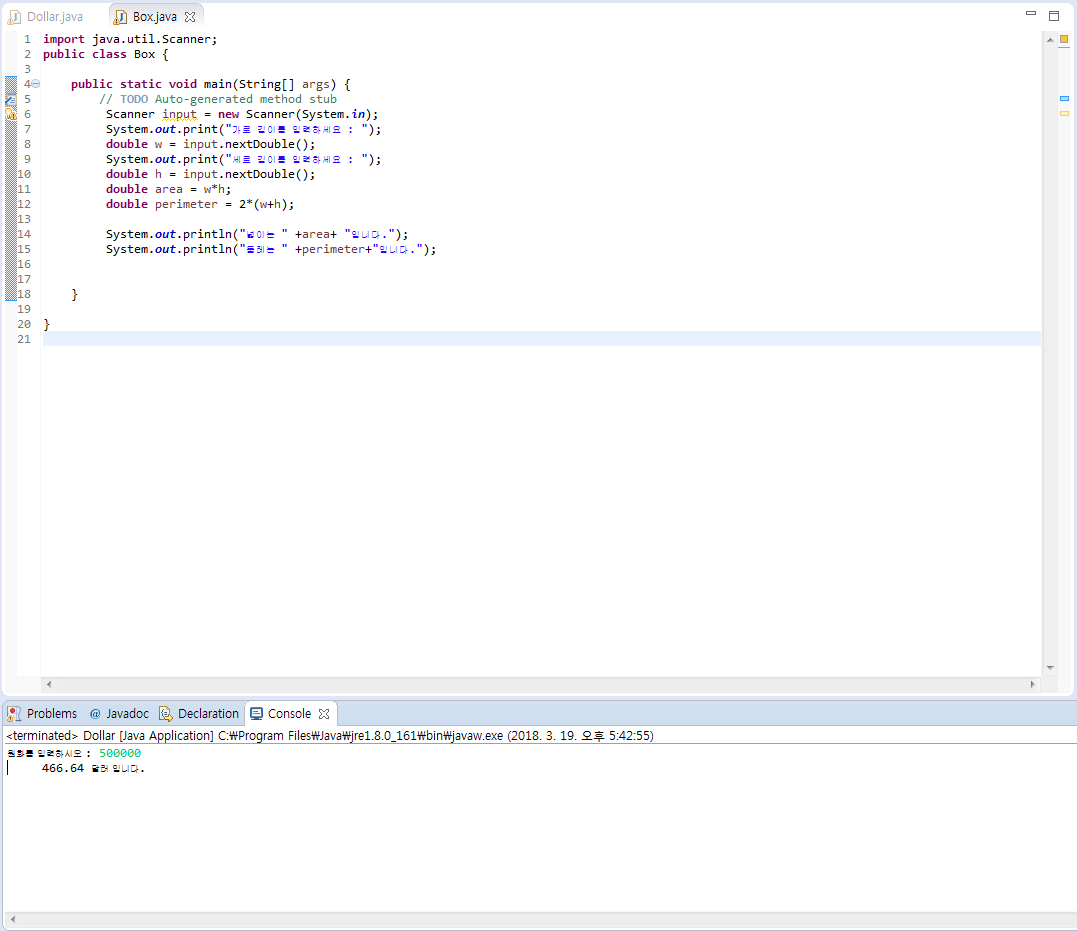 Dollar.java Box.java
1 import java.util.Scanner;
2 public class Box {
3
4 public static void main(String[] args) {
5 // TODO Auto-generated method stub
6 Scanner input = new Scanner(System.in);
7 System.out.print("가로 길이를 입력하세요 : ");
8 double w = input.nextDouble();
9 System.out.print("세로 길이를 입력하세요 : ");
10 double h = input.nextDouble();
11 double area = w*h;
12 double perimeter = 2*(w+h);
13
14 System.out.println("넓이는 " +area+ "입니다.");
15 System.out.println("둘레는 " +perimeter+"입니다.");
16
17
18 }
19
20 }
21
Problems @ Javadoc Declaration Console
<terminated> Dollar [Java Application] C:₩Program Files₩Java₩jre1.8.0_161₩bin₩javaw.exe (2018. 3. 19. 오후 5:42:55)
원화를 입력하시오 : 500000
466.64 달러 입니다.